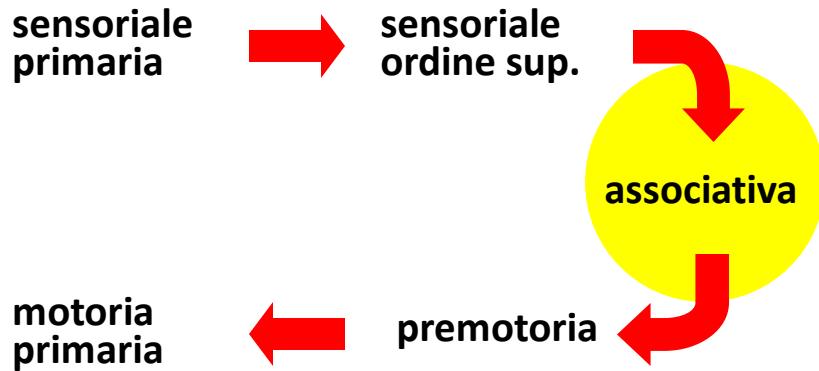 sensoriale
primaria
sensoriale
ordine sup.
associativa
premotoria
motoria
primaria